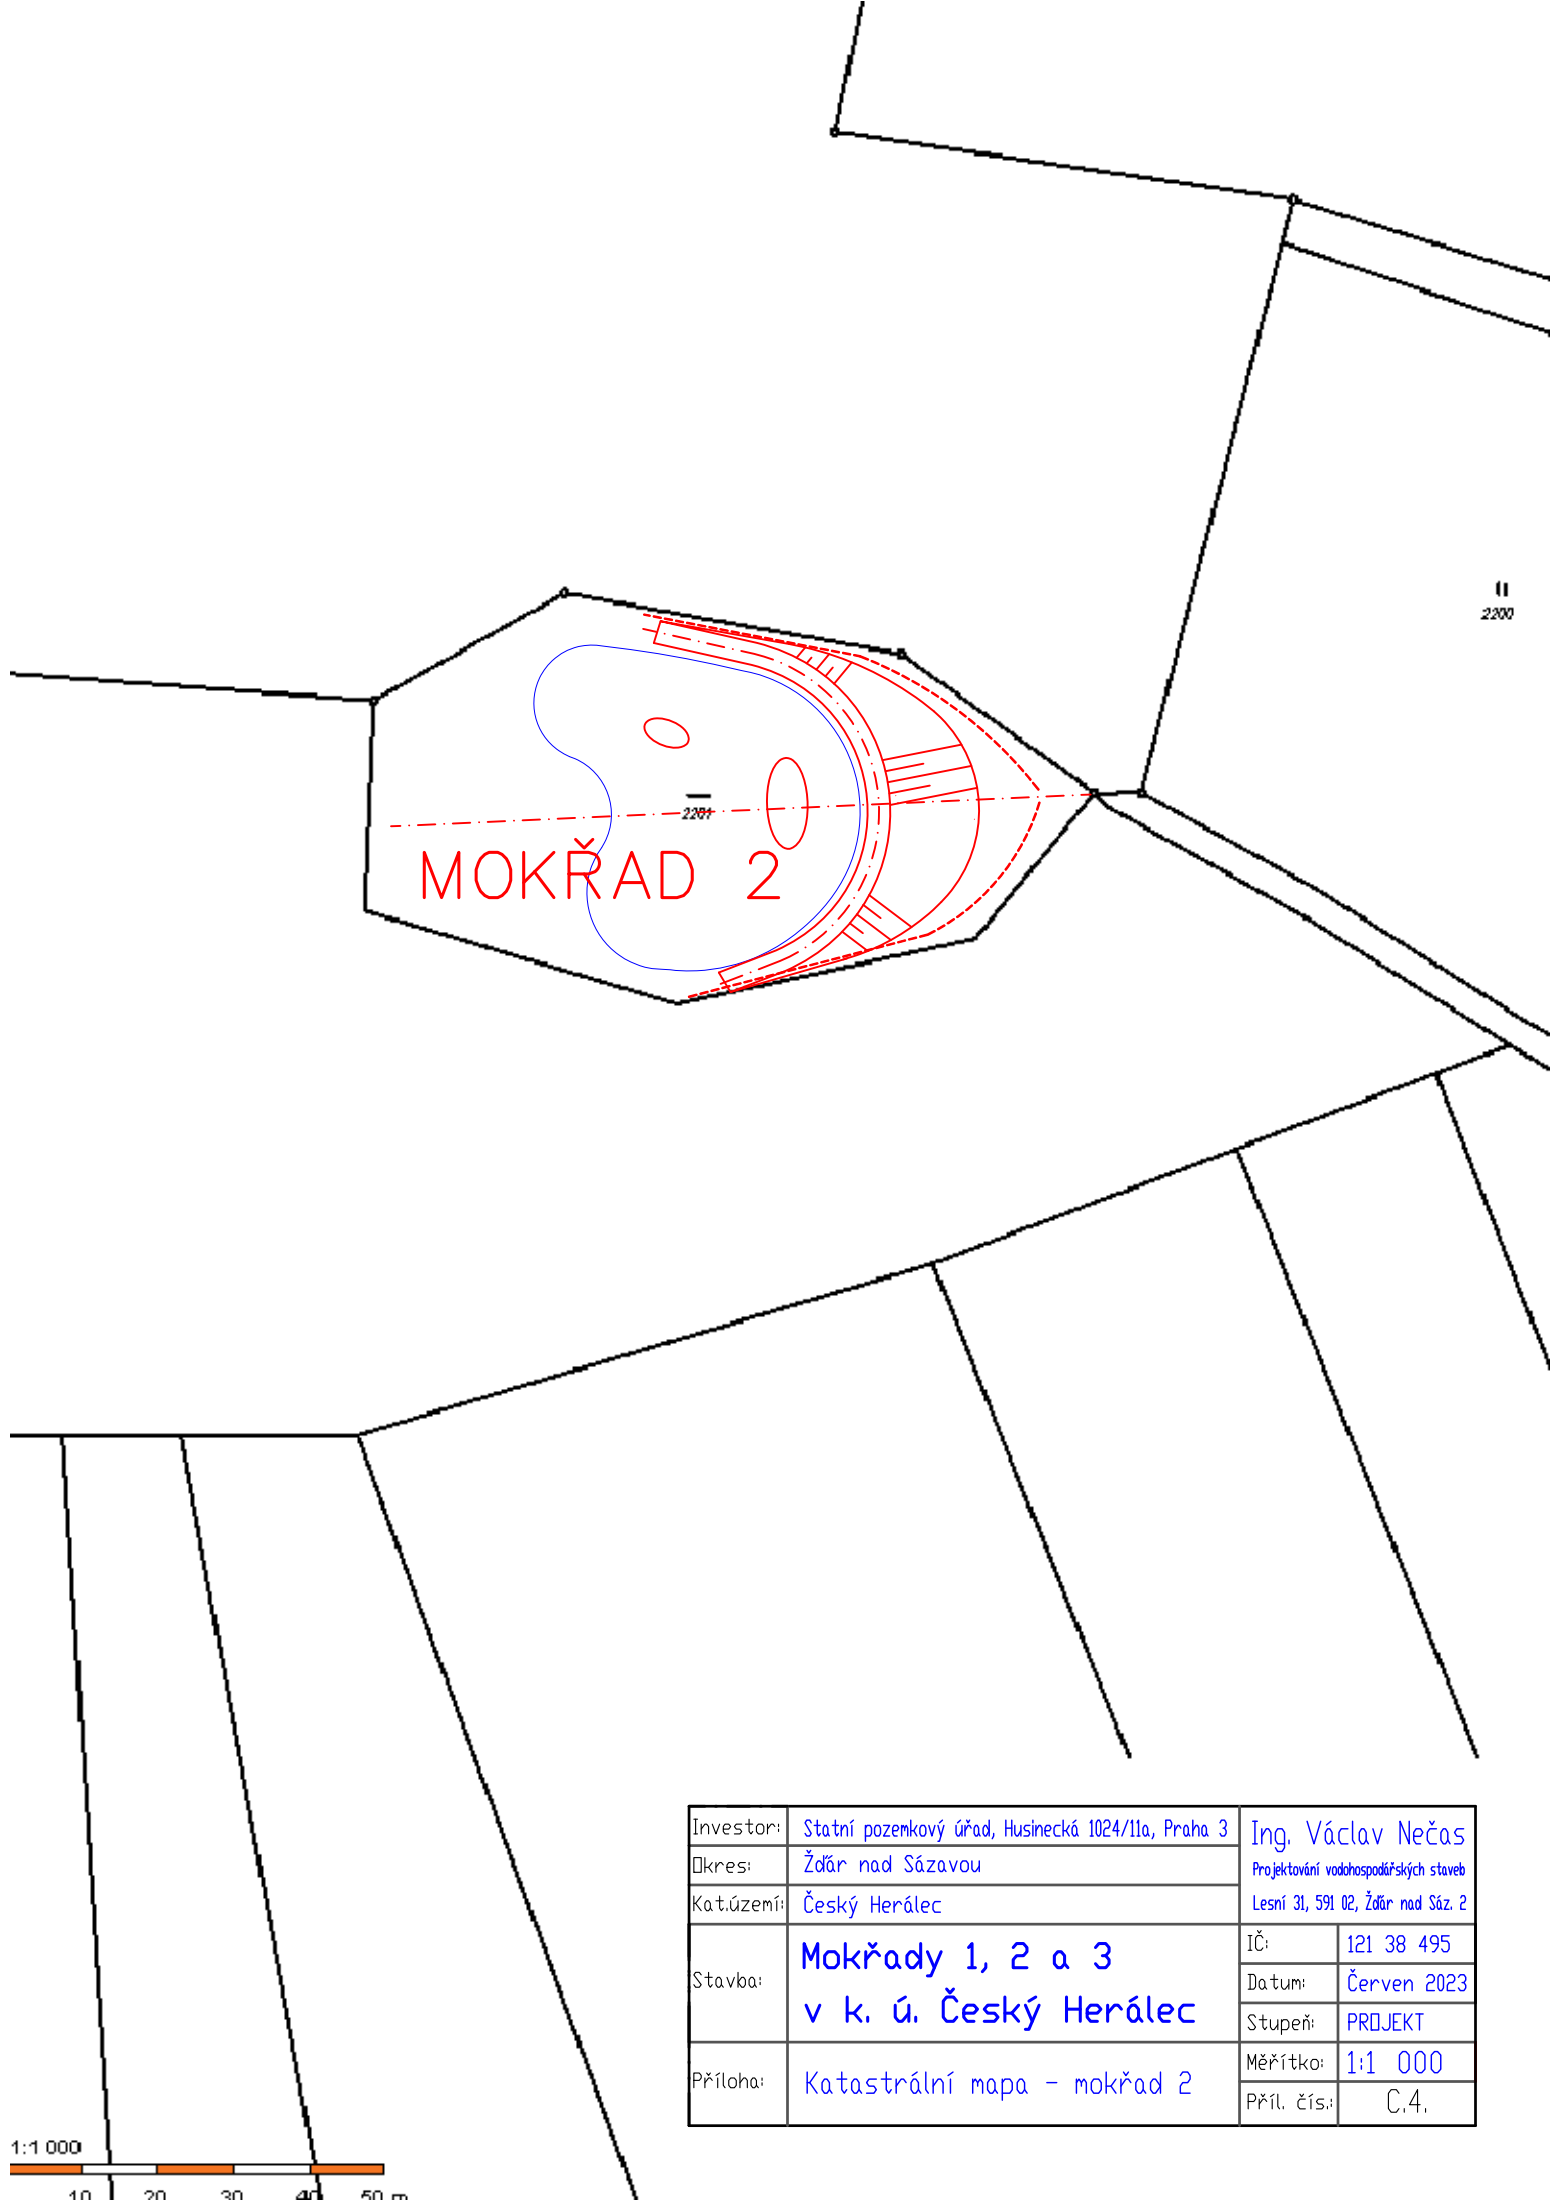 2200
2201
MOKŘAD 2
Investor: Statní pozemkový úřad, Husinecká 1024/11a, Praha 3
Okres: Žďár nad Sázavou
Kat.území: Český Herálec
Stavba: Mokřady 1, 2 a 3
v k. ú. Český Herálec
Příloha: Katastrální mapa - mokřad 2
Ing. Václav Nečas
Projektování vodohospodářských staveb
Lesní 31, 591 02, Žďár nad Sáz. 2
IČ: 121 38 495
Datum: Červen 2023
Stupeň: PROJEKT
Měřítko: 1:1 000
Příl. čís.: C.4.
1:1 000
10 20 30 40 50 m